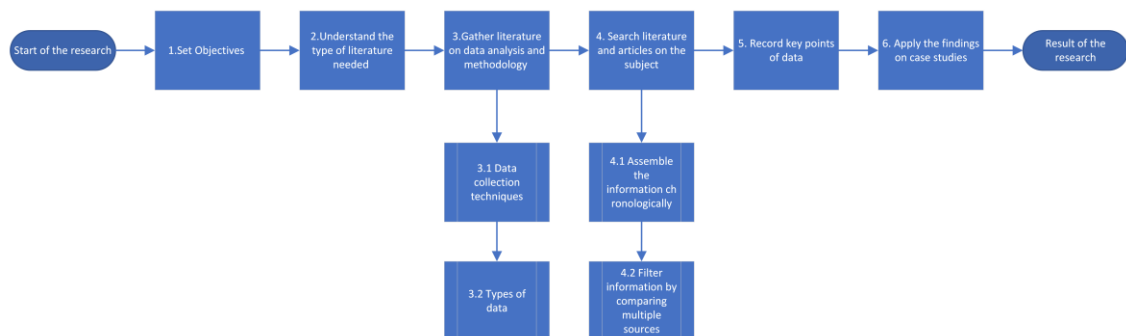 Start of the research
1.Set Objectives
2.Understand the
type of literature
needed
3.Gather literature
on data analysis and
methodology
4. Search literature
and articles on the
subject
5. Record key points
of data
6. Apply the findings
on case studies
Result of the
research
3.1 Data
collection
techniques
4.1 Assemble
the
information ch
ronologically
3.2 Types of
data
4.2 Filter
information by
comparing
multiple
sources